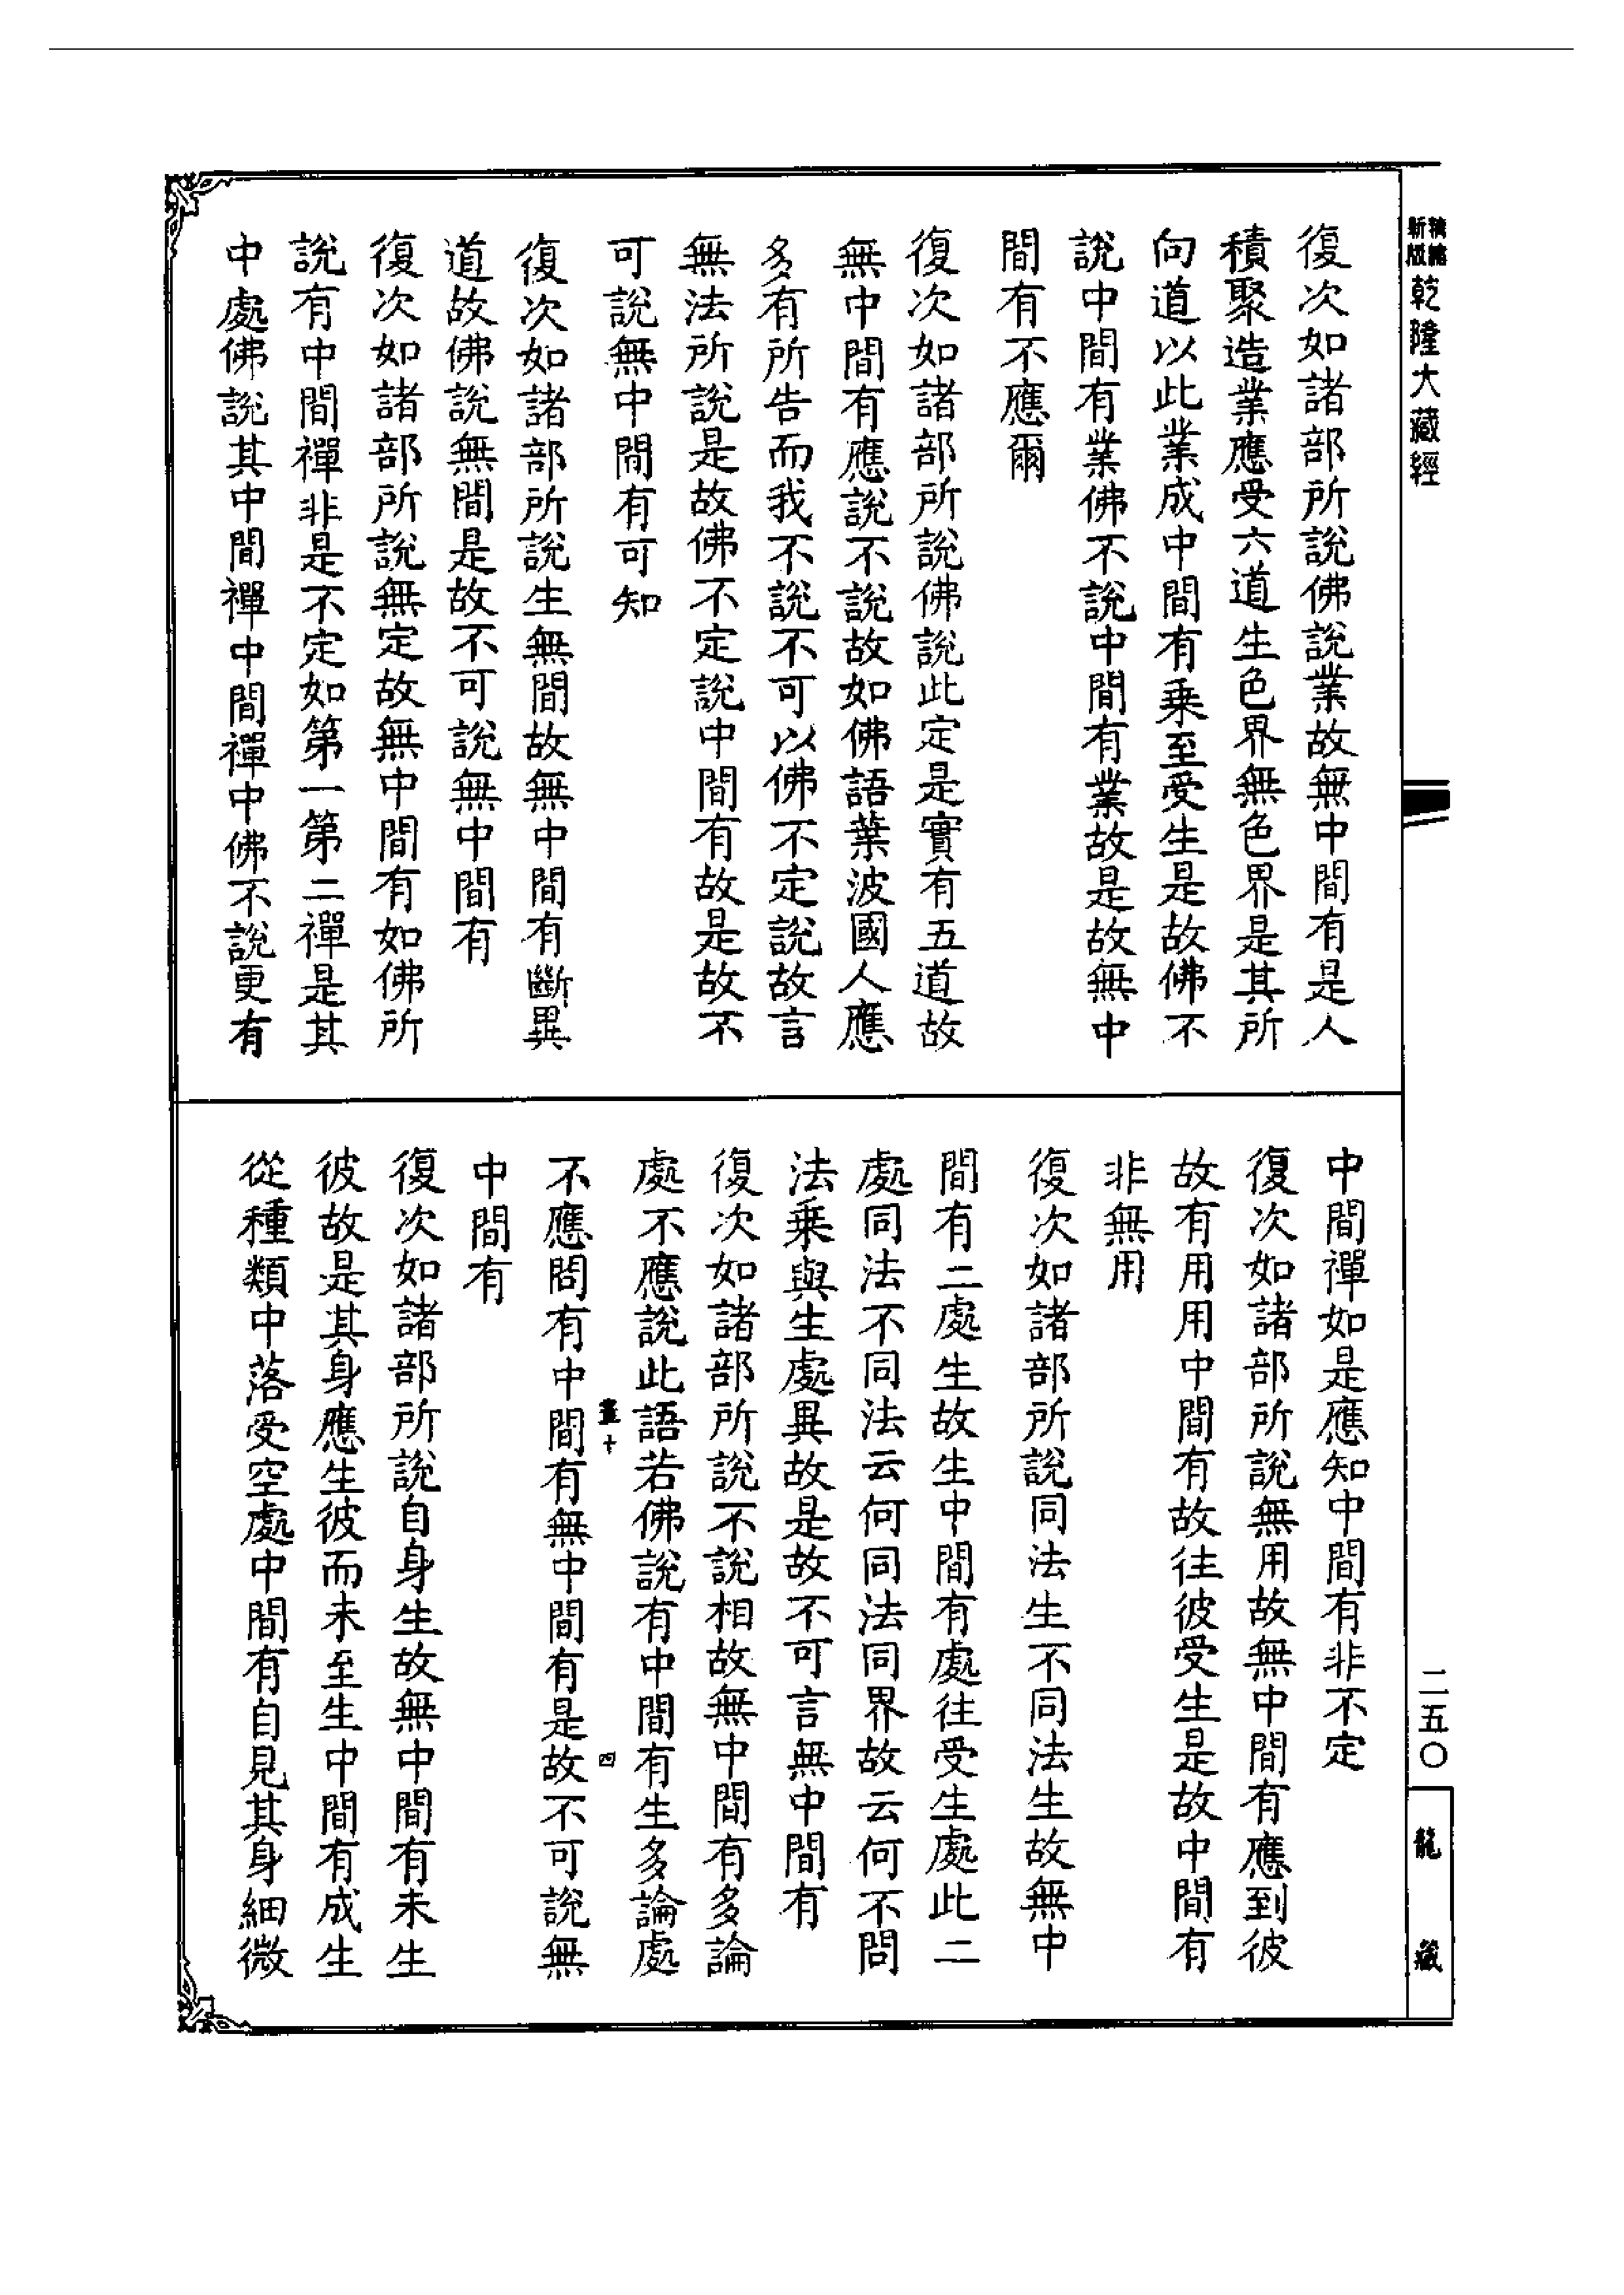 新版精縮乾隆大藏經
復次如諸部所說佛說業故無中間有是人
積聚造業應受六道生色界無色界是其所
向道以此業成中間有乗至受生是故佛不
說中間有業佛不說中間有業故是故無中
間有不應爾
復次如諸部所說佛說此定是實有五道故
無中間有應說不說故如佛語葉波國人應
多有所告而我不說不可以佛不定說故言
無法所說是故佛不定說中間有故是故不
可說無中間有可知
復次如諸部所說生無間故無中間有斷異
道故佛說無間是故不可說無中間有
復次如諸部所說無定故無中間有如佛所
說有中間禪非是不定如第一第二禪是其
中處佛說其中間禪中間禪中佛不說更有
中間禪如是應知中間有非不定
復次如諸部所說無用故無中間有應到彼
故有用用中間有故往彼受生是故中間有
非無用
復次如諸部所說同法生不同法生故無中
間有二處生故生中間有處往受生處此二
處同法不同法云何同法同界故云何不問
法乗與生處異故是故不可言無中間有
復次如諸部所說不說相故無中間有多論
處不應說此語若佛說有中間有生多論處
畫十
四
不應問有中間有無中間有是故不可說無
中間有
復次如諸部所說自身生故無中間有未生
彼故是其身應生彼而未至生中間有成生
從種類中落受空處中間有自見其身細微
二五〇
龍藏